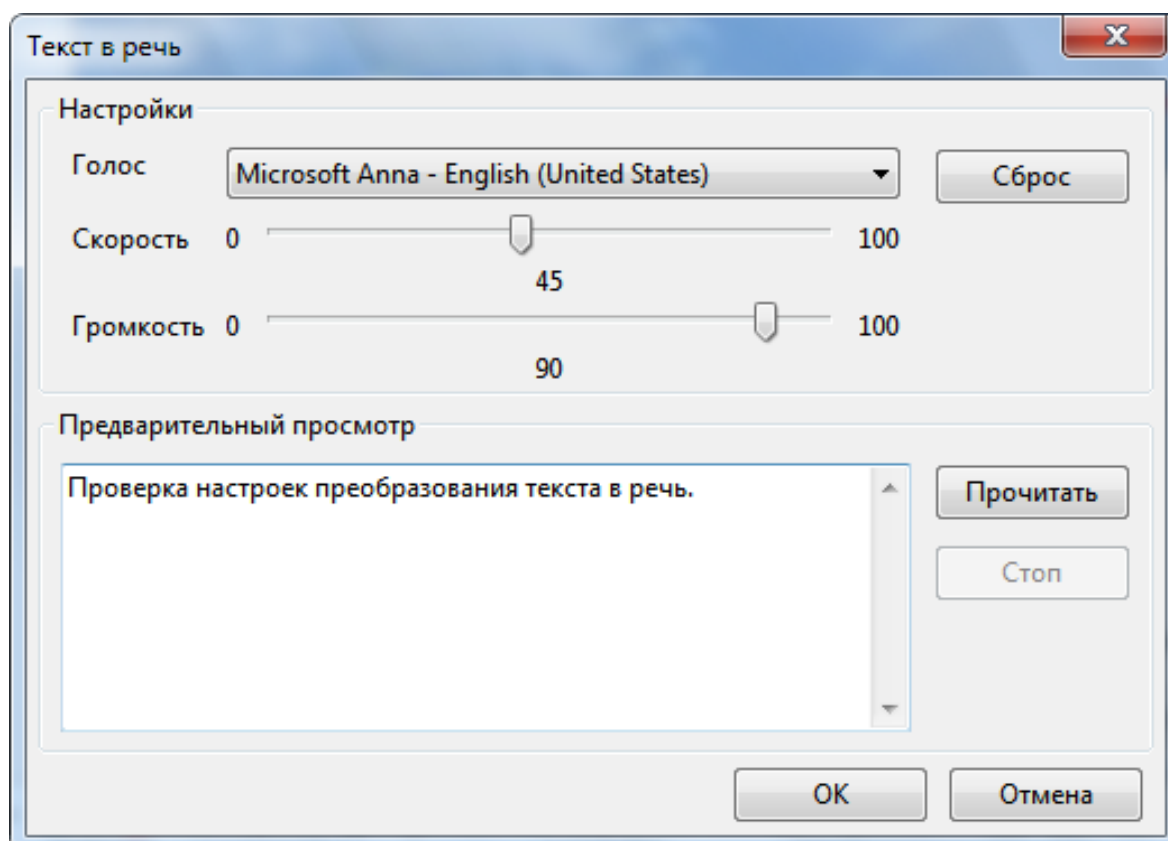 Текст в речь
Настройки
Голос Microsoft Anna - English (United States) Сброс
Скорость 0 100
45
Громкость 0 100
90
Предварительный просмотр
Проверка настроек преобразования текста в речь. Прочитать
Стоп
OK Отмена